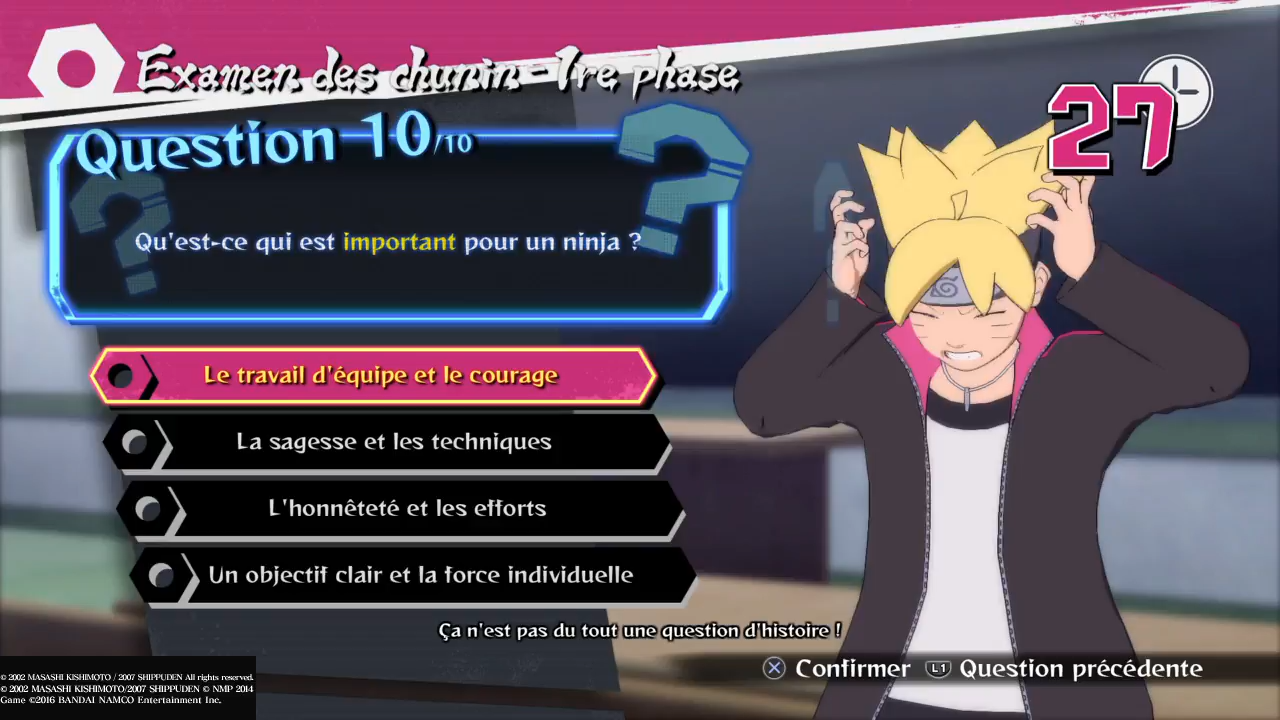 Examen des chunin - 1re phase
27
Question 10/10
Qu'est-ce qui est important pour un ninja ?
Le travail d'équipe et le courage
La sagesse et les techniques
L'honnêteté et les efforts
Un objectif clair et la force individuelle
Ça n'est pas du tout une question d'histoire !
Confirmer L1 Question précédente
© 2002 MASASHI KISHIMOTO / 2007 SHIPPUDEN All rights reserved.
© 2002 MASASHI KISHIMOTO/2007 SHIPPUDEN © NMP 2014
Game ©2016 BANDAI NAMCO Entertainment Inc.